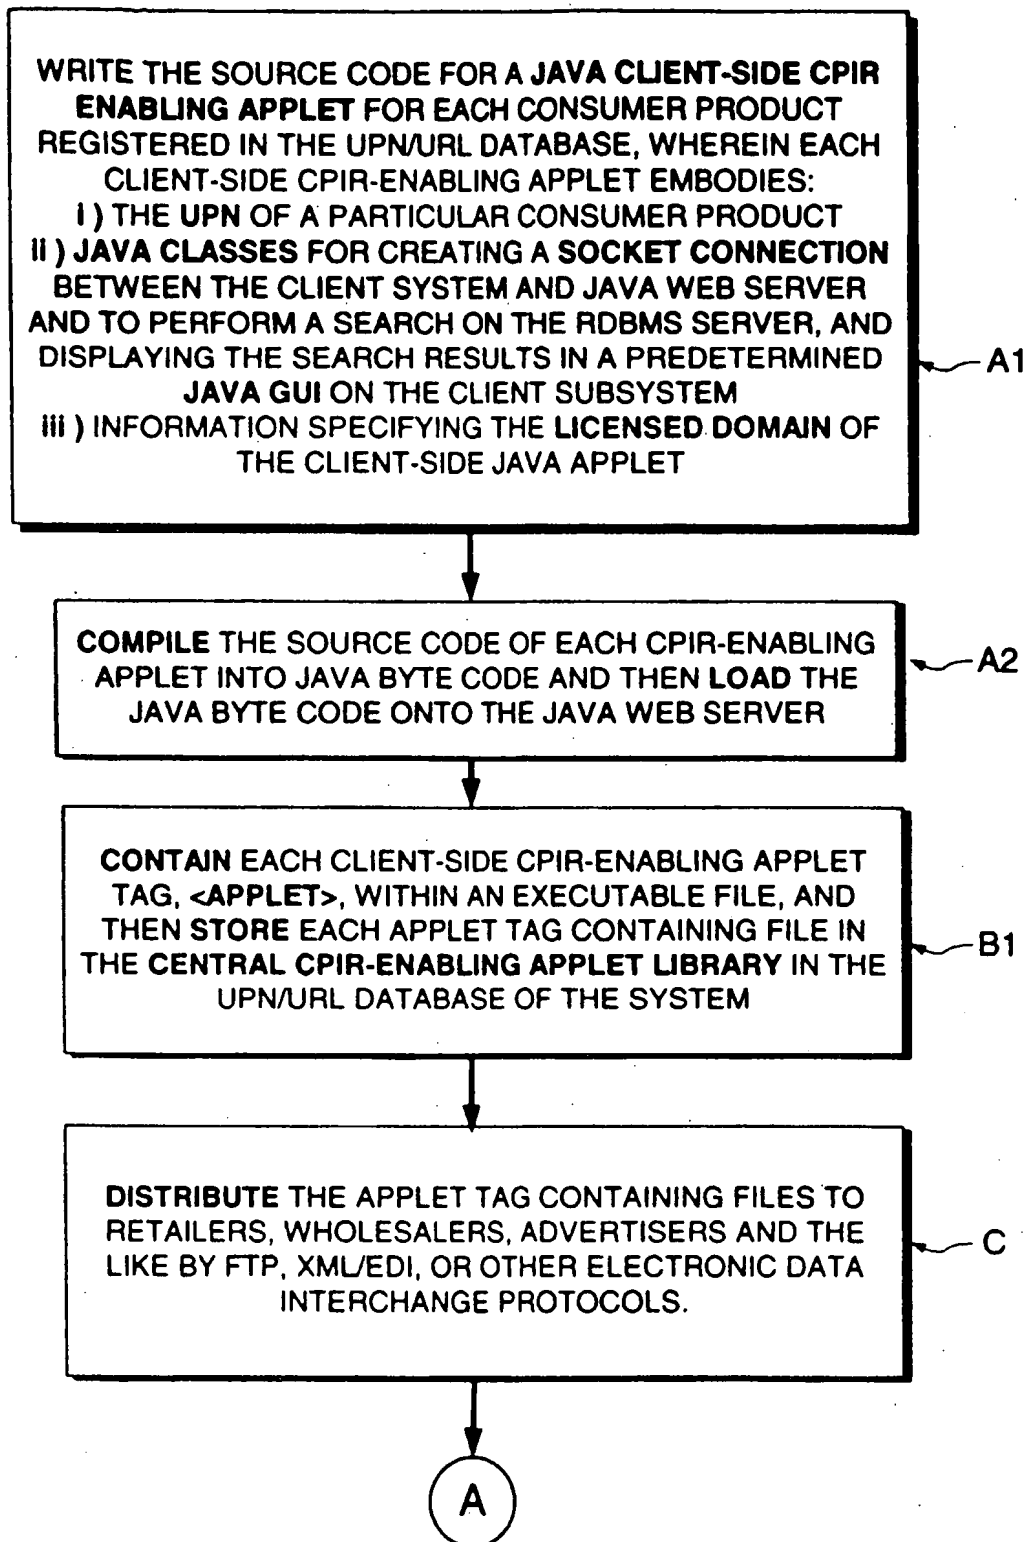 WRITE THE SOURCE CODE FOR A JAVA CLIENT-SIDE CPIR
ENABLING APPLET FOR EACH CONSUMER PRODUCT
REGISTERED IN THE UPN/URL DATABASE, WHEREIN EACH
CLIENT-SIDE CPIR-ENABLING APPLET EMBODIES:
i ) THE UPN OF A PARTICULAR CONSUMER PRODUCT
ii ) JAVA CLASSES FOR CREATING A SOCKET CONNECTION
BETWEEN THE CLIENT SYSTEM AND JAVA WEB SERVER
AND TO PERFORM A SEARCH ON THE RDBMS SERVER, AND
DISPLAYING THE SEARCH RESULTS IN A PREDETERMINED
JAVA GUI ON THE CLIENT SUBSYSTEM
iii ) INFORMATION SPECIFYING THE LICENSED DOMAIN OF
THE CLIENT-SIDE JAVA APPLET
A1
COMPILE THE SOURCE CODE OF EACH CPIR-ENABLING
APPLET INTO JAVA BYTE CODE AND THEN LOAD THE
JAVA BYTE CODE ONTO THE JAVA WEB SERVER
A2
CONTAIN EACH CLIENT-SIDE CPIR-ENABLING APPLET
TAG, <APPLET>, WITHIN AN EXECUTABLE FILE, AND
THEN STORE EACH APPLET TAG CONTAINING FILE IN
THE CENTRAL CPIR-ENABLING APPLET LIBRARY IN THE
UPN/URL DATABASE OF THE SYSTEM
B1
DISTRIBUTE THE APPLET TAG CONTAINING FILES TO
RETAILERS, WHOLESALERS, ADVERTISERS AND THE
LIKE BY FTP, XML/EDI, OR OTHER ELECTRONIC DATA
INTERCHANGE PROTOCOLS.
C
A